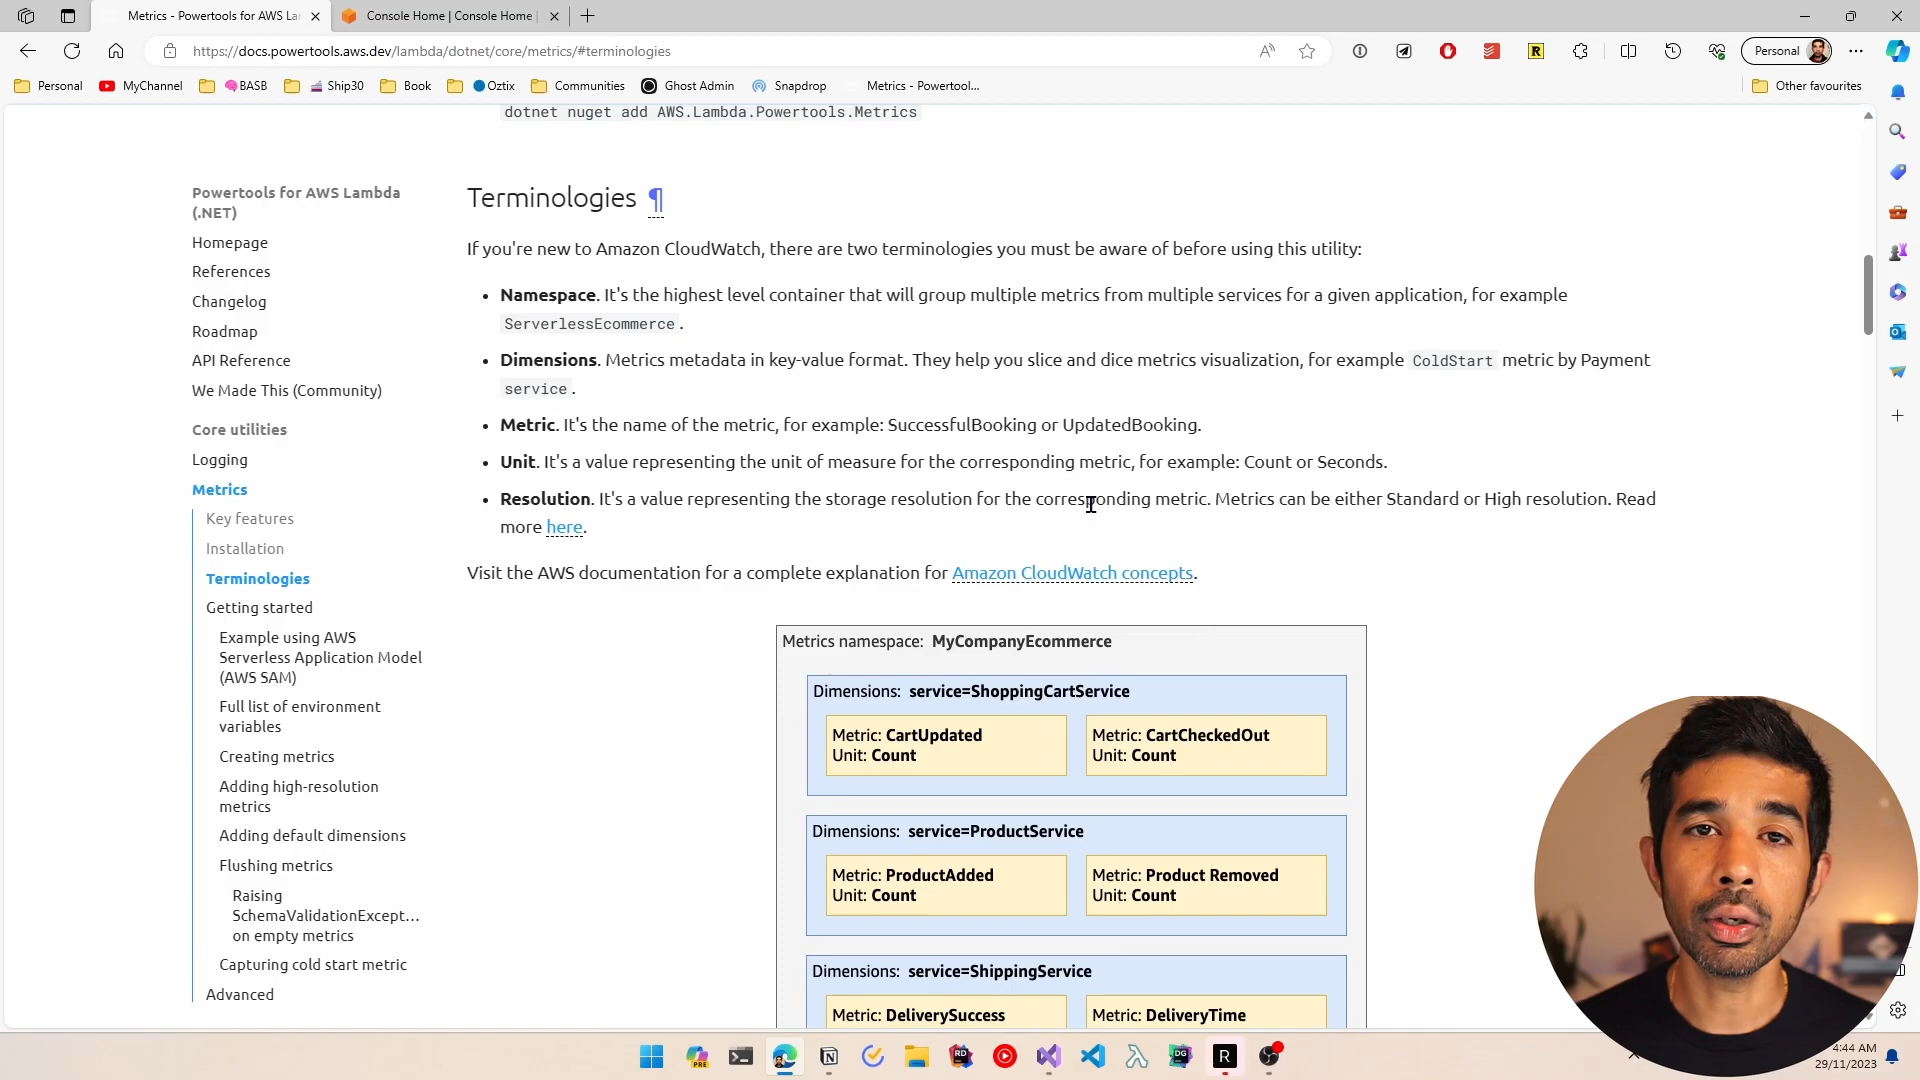 Metrics - Powertools for AWS La
Console Home | Console Home
https://docs.powertools.aws.dev/lambda/dotnet/core/metrics/#terminologies
Personal
Personal
MyChannel
BASB
Ship30
Book
Oztix
Communities
Ghost Admin
Snapdrop
Metrics - Powertool...
Other favourites
dotnet nuget add AWS.Lambda.Powertools.Metrics
Powertools for AWS Lambda
(.NET)
Homepage
References
Changelog
Roadmap
API Reference
We Made This (Community)
Core utilities
Logging
Metrics
Key features
Installation
Terminologies
Getting started
Example using AWS
Serverless Application Model
(AWS SAM)
Full list of environment
variables
Creating metrics
Adding high-resolution
metrics
Adding default dimensions
Flushing metrics
Raising
SchemaValidationExcept...
on empty metrics
Capturing cold start metric
Advanced
Terminologies ¶
If you're new to Amazon CloudWatch, there are two terminologies you must be aware of before using this utility:
• Namespace. It's the highest level container that will group multiple metrics from multiple services for a given application, for example
ServerlessEcommerce.
• Dimensions. Metrics metadata in key-value format. They help you slice and dice metrics visualization, for example ColdStart metric by Payment
service.
• Metric. It's the name of the metric, for example: SuccessfulBooking or UpdatedBooking.
• Unit. It's a value representing the unit of measure for the corresponding metric, for example: Count or Seconds.
• Resolution. It's a value representing the storage resolution for the corresponding metric. Metrics can be either Standard or High resolution. Read
more here.
Visit the AWS documentation for a complete explanation for Amazon CloudWatch concepts.
Metrics namespace: MyCompanyEcommerce
Dimensions: service=ShoppingCartService
Metric: CartUpdated
Unit: Count
Metric: CartCheckedOut
Unit: Count
Dimensions: service=ProductService
Metric: ProductAdded
Unit: Count
Metric: Product Removed
Unit: Count
Dimensions: service=ShippingService
Metric: DeliverySuccess
Metric: DeliveryTime
PRE
RD
DG
R
4:44 AM
29/11/2023